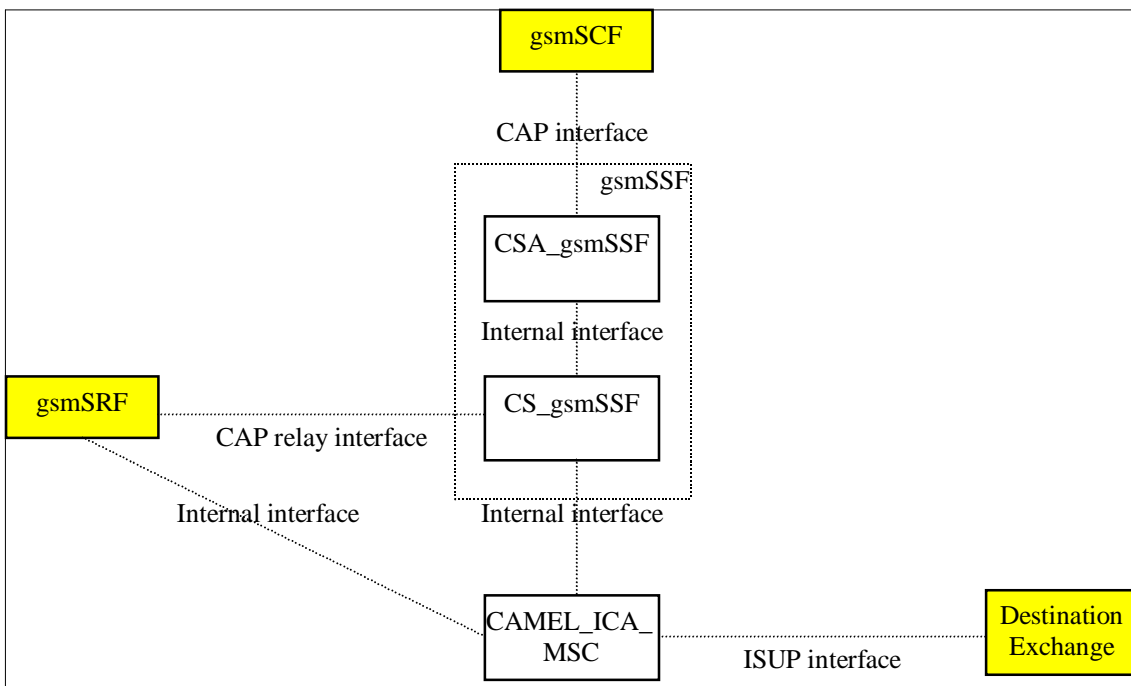 gsmSCF
CAP interface
gsmSSF
CSA_gsmSSF
Internal interface
gsmSRF
CS_gsmSSF
CAP relay interface
Internal interface
Internal interface
CAMEL_ICA_
MSC
Destination
Exchange
ISUP interface